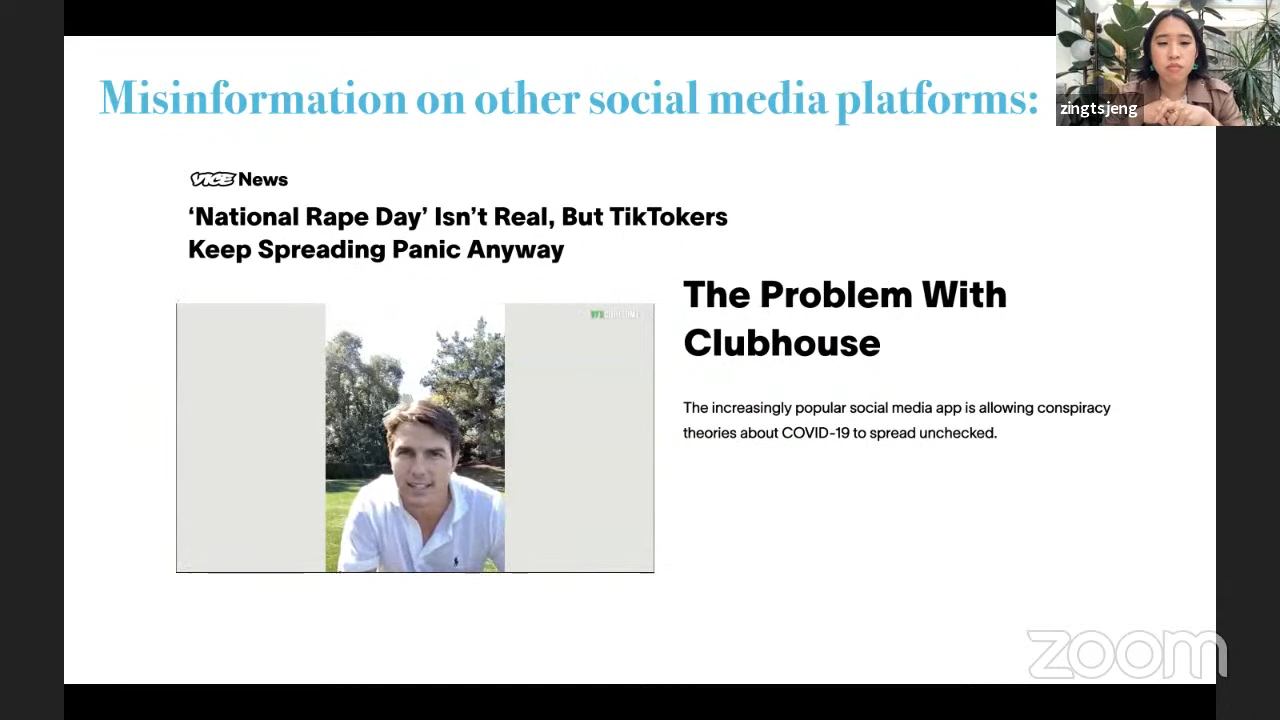 Misinformation on other social media platforms:
zingtsjeng
VICE News
‘National Rape Day’ Isn’t Real, But TikTokers
Keep Spreading Panic Anyway
The Problem With
Clubhouse
The increasingly popular social media app is allowing conspiracy
theories about COVID-19 to spread unchecked.
zoom